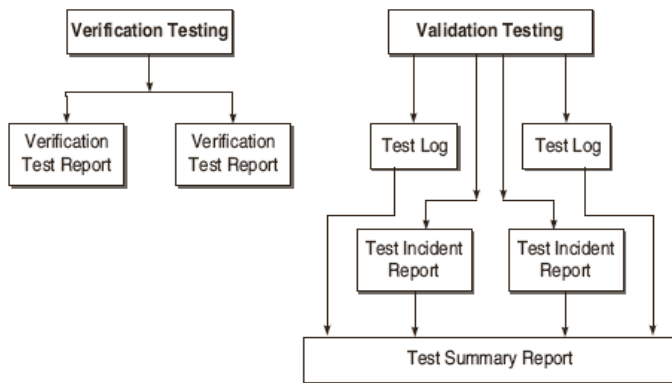 Verification Testing
Validation Testing
Verification
Test Report
Verification
Test Report
Test Log
Test Log
Test Incident
Report
Test Incident
Report
Test Summary Report